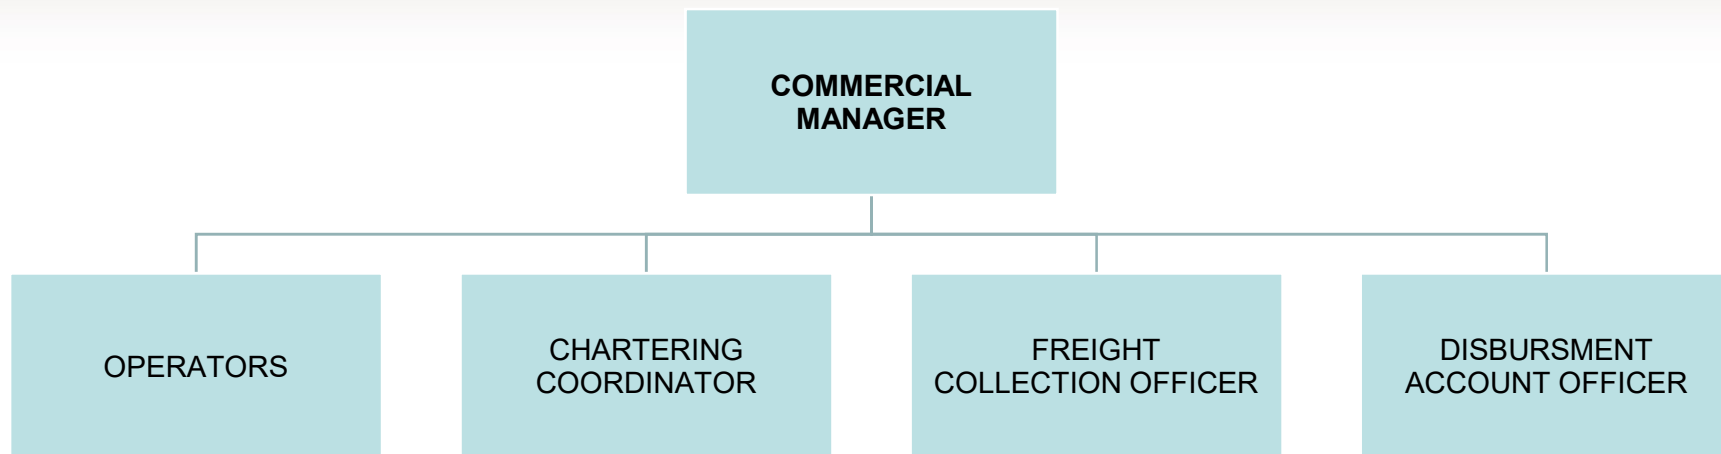 COMMERCIAL
MANAGER
OPERATORS
CHARTERING
COORDINATOR
FREIGHT
COLLECTION OFFICER
DISBURSMENT
ACCOUNT OFFICER